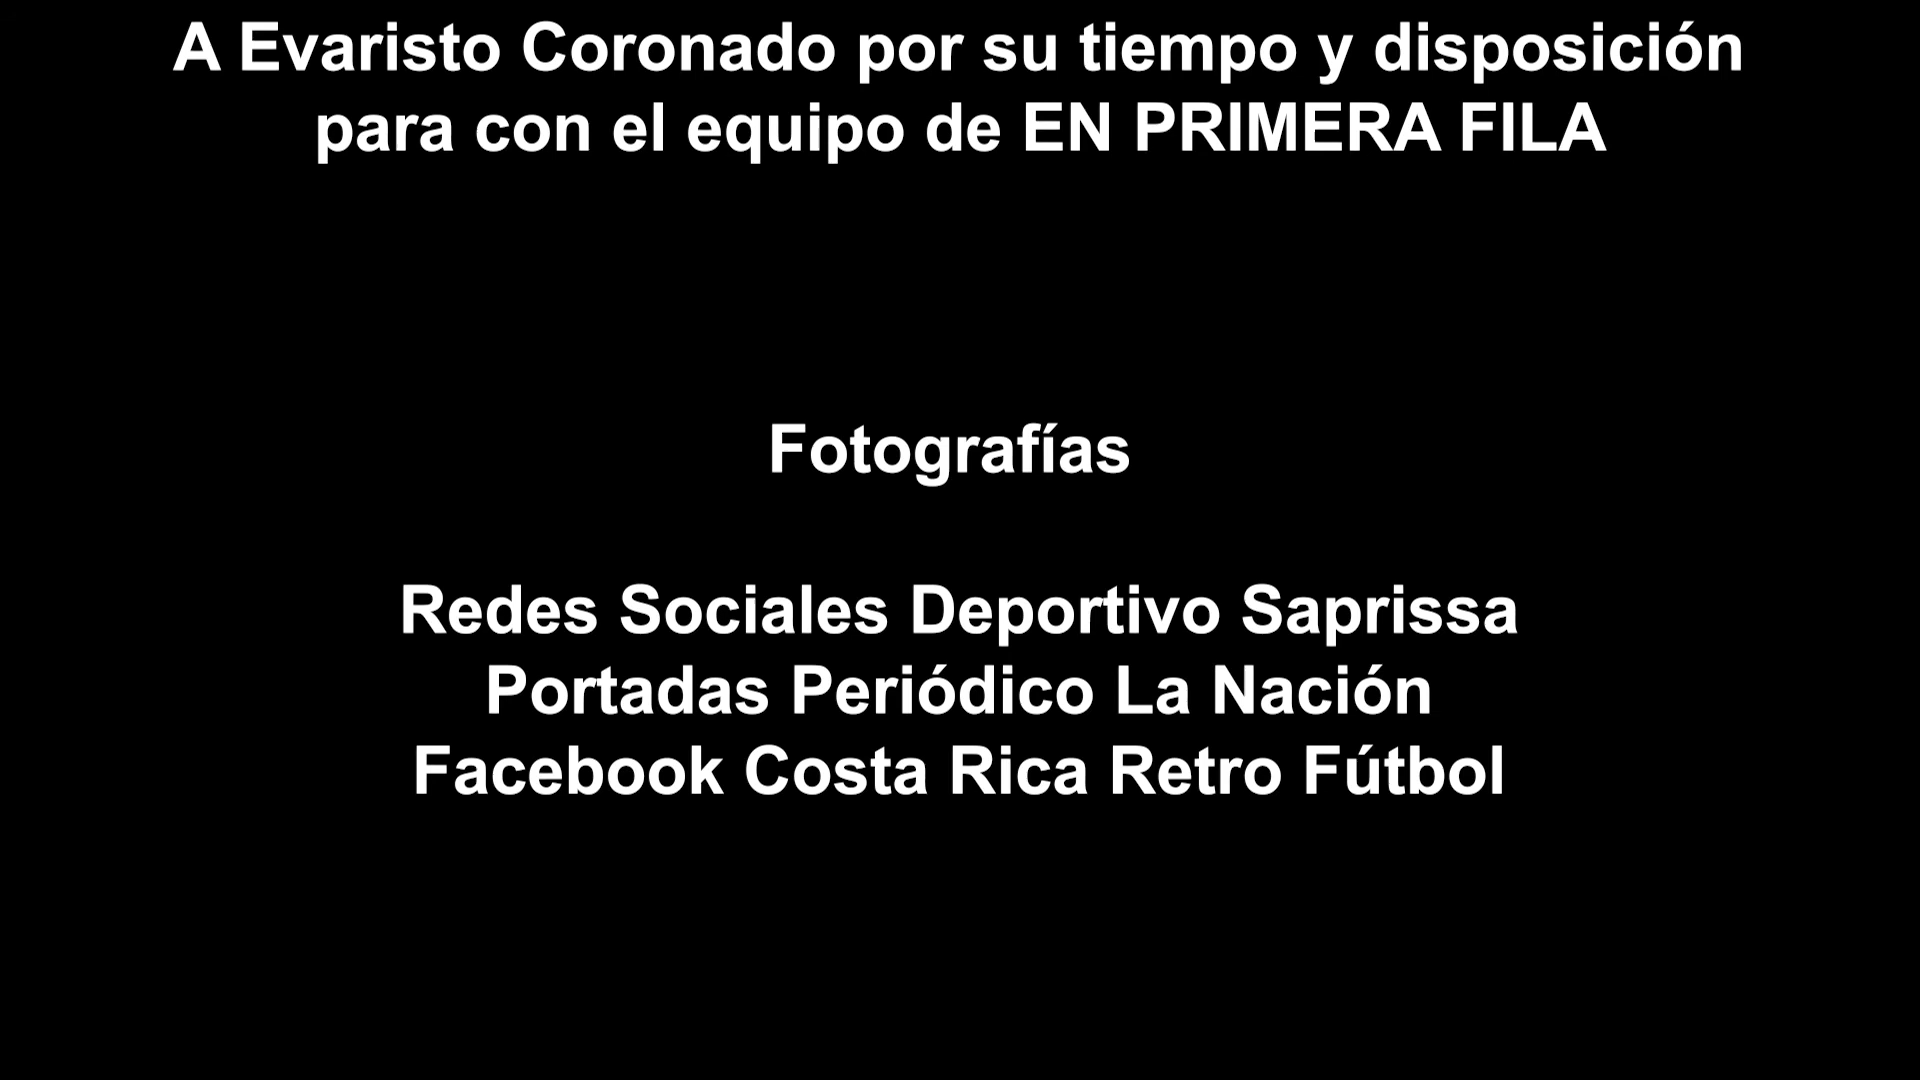 A Evaristo Coronado por su tiempo y disposición
para con el equipo de EN PRIMERA FILA
Fotografías
Redes Sociales Deportivo Saprissa
Portadas Periódico La Nación
Facebook Costa Rica Retro Fútbol